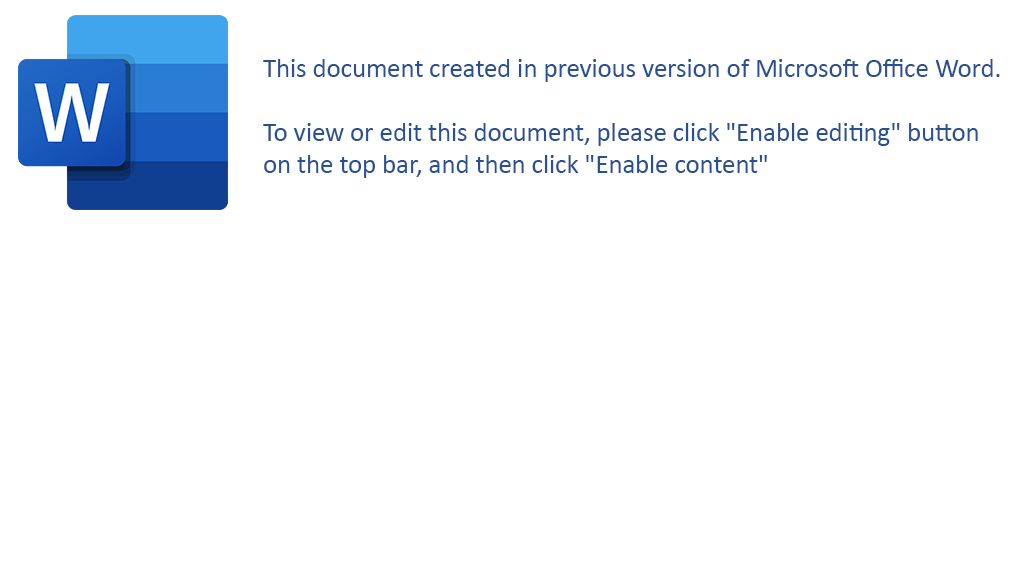 W
This document created in previous version of Microsoft Office Word.
To view or edit this document, please click "Enable editing" button
on the top bar, and then click "Enable content"